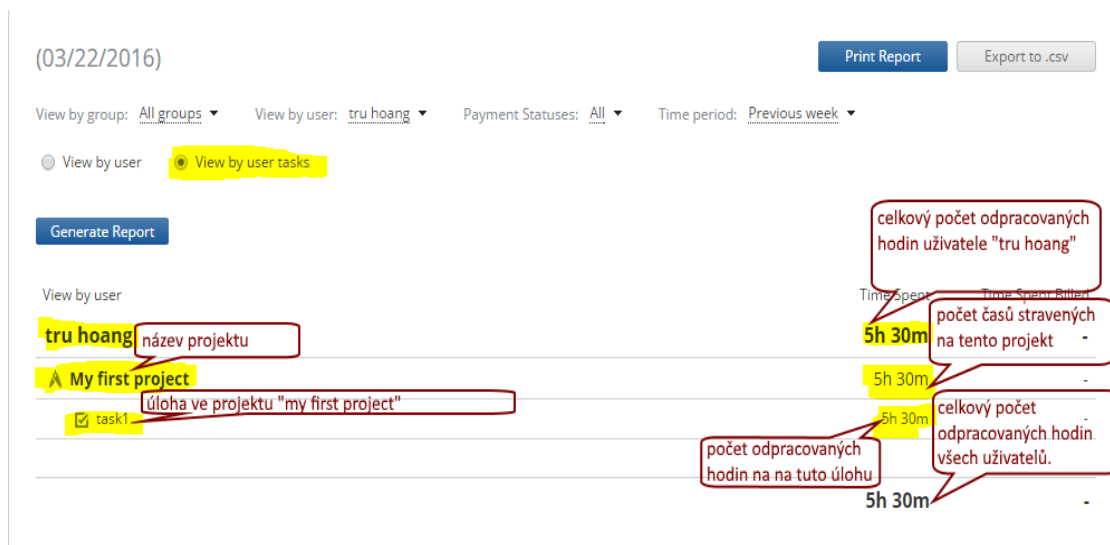 (03/22/2016)
Print Report
Export to .csv
View by group: All groups
View by user: tru hoang
Payment Statuses: All
Time period: Previous week
View by user
View by user tasks
Generate Report
celkový počet odpracovaných
hodin uživatele "tru hoang"
View by user
Time Spent
Time Spent Billed
tru hoang
název projektu
5h 30m
počet časů stravených
na tento projekt
-
My first project
5h 30m
-
úloha ve projektu "my first project"
task1
5h 30m
-
celkový počet
odpracovaných hodin
všech uživatelů.
počet odpracovaných
hodin na na tuto úlohu
5h 30m
-